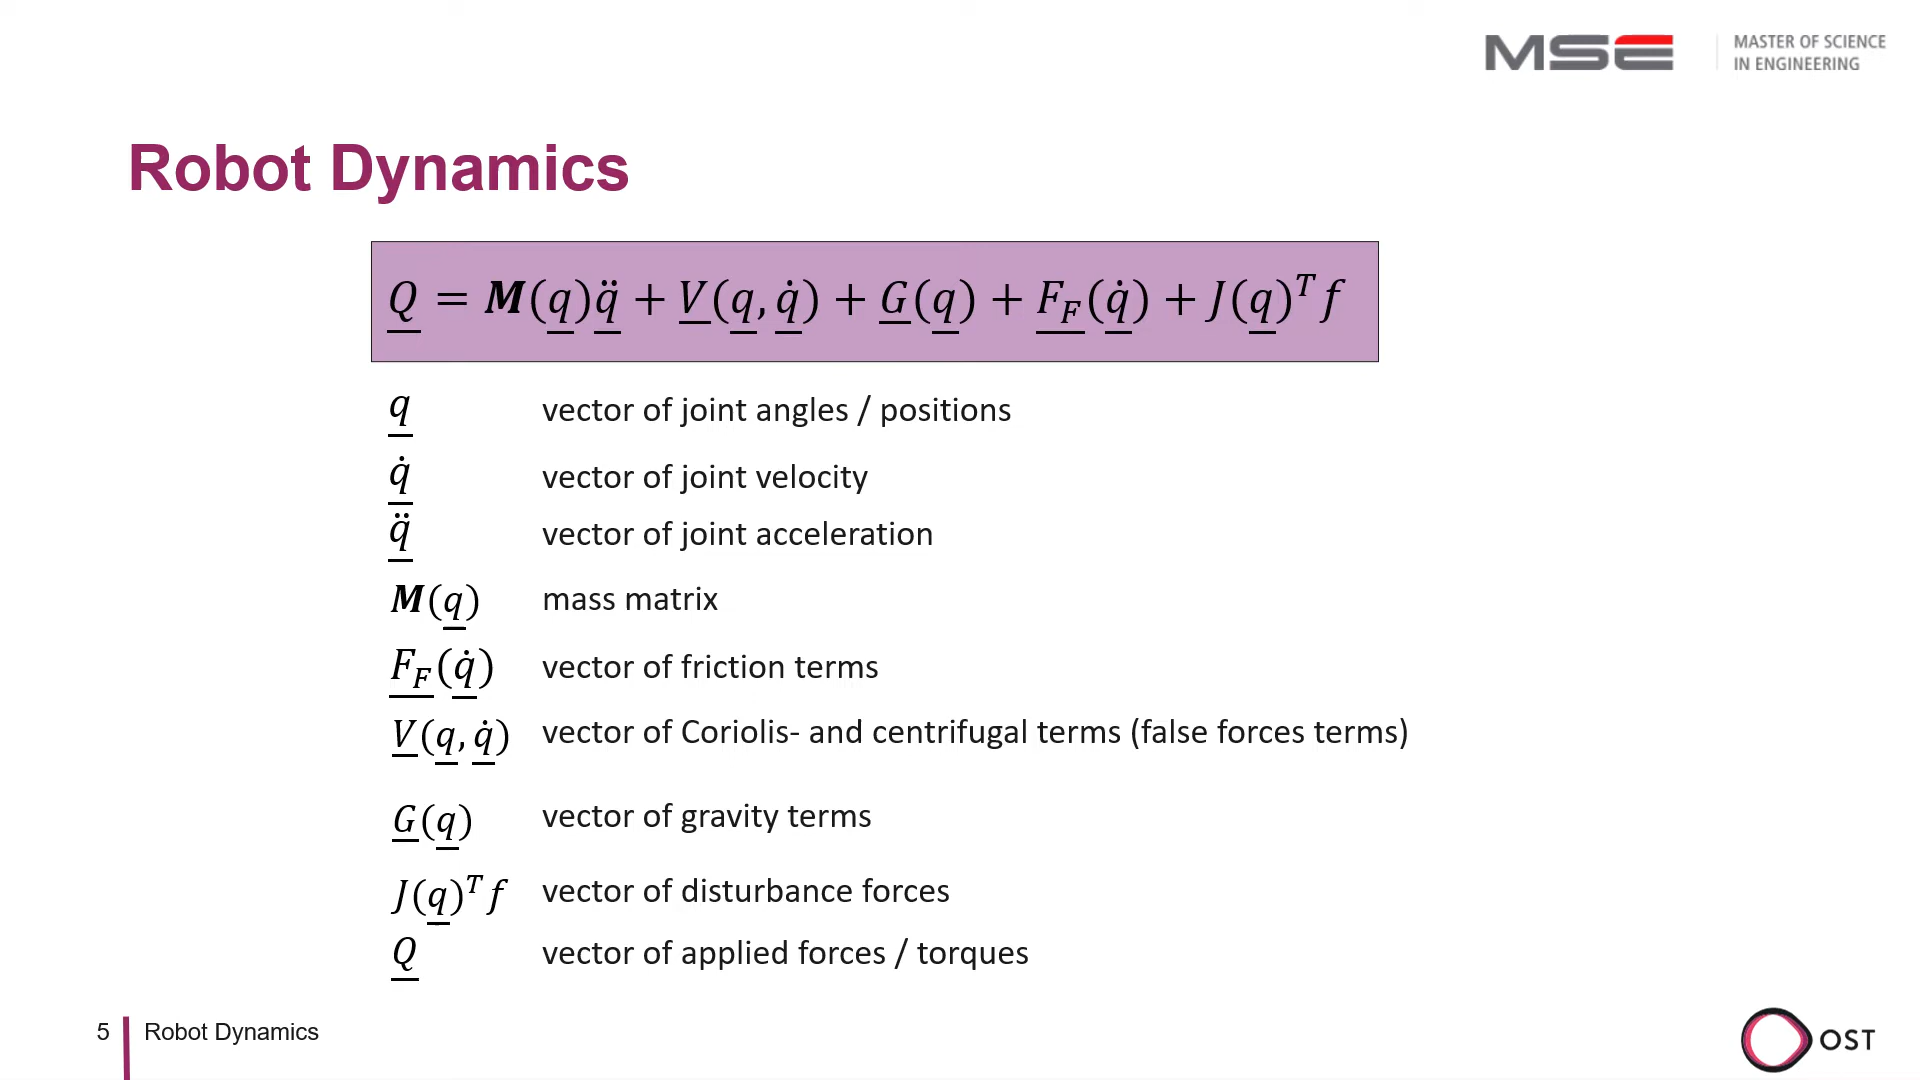 MSE
MASTER OF SCIENCE
IN ENGINEERING
Robot Dynamics
Q = M(q)q̈ + V(q, q̇) + G(q) + F_F(q̇) + J(q)ᵀf
q vector of joint angles / positions
q̇ vector of joint velocity
q̈ vector of joint acceleration
M(q) mass matrix
F_F(q̇) vector of friction terms
V(q, q̇) vector of Coriolis- and centrifugal terms (false forces terms)
G(q) vector of gravity terms
J(q)ᵀf vector of disturbance forces
Q vector of applied forces / torques
5 Robot Dynamics
OST